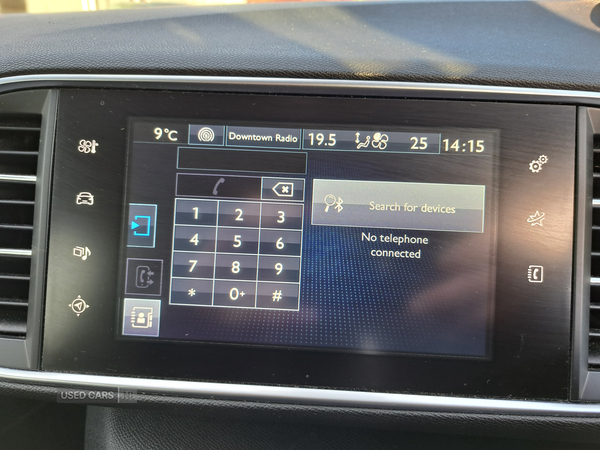 9°C Downtown Radio 19.5 25 14:15
1 2 3
4 5 6
7 8 9
* 0+ #
Search for devices
No telephone
connected
USED CARS